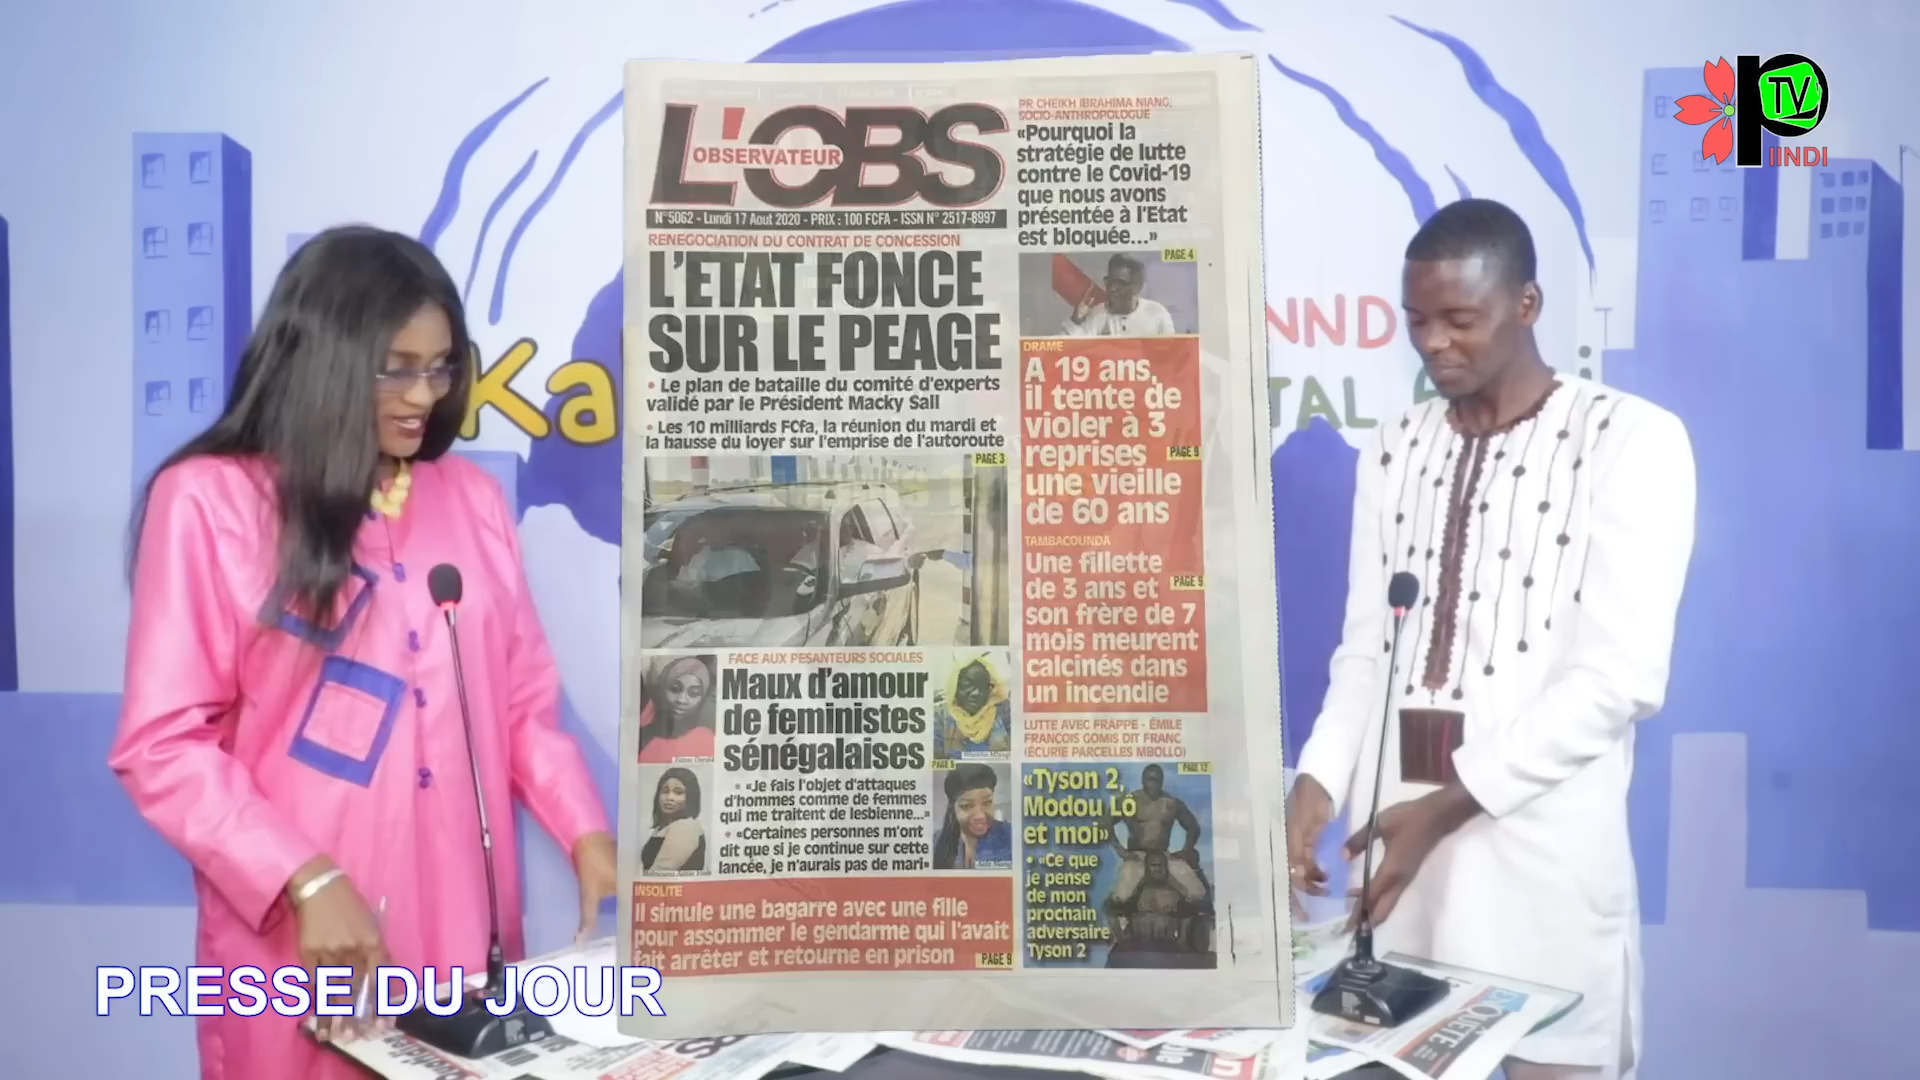 TV
PIINDI
L'OBS
OBSERVATEUR
N°5062 - Lundi 17 Aout 2020 - PRIX : 100 FCFA - ISSN N° 2517-8997
RENEGOCIATION DU CONTRAT DE CONCESSION
L'ETAT FONCE
SUR LE PEAGE
• Le plan de bataille du comité d'experts
validé par le Président Macky Sall
• Les 10 milliards FCfa, la réunion du mardi et
la hausse du loyer sur l'emprise de l'autoroute
PAGE 3
FACE AUX PESANTEURS SOCIALES
Maux d'amour
de feministes
sénégalaises
PAGE 5
• «Je fais l'objet d'attaques
d'hommes comme de femmes
qui me traitent de lesbienne...»
• «Certaines personnes m'ont
dit que si je continue sur cette
lancée, je n'aurais pas de mari»
INSOLITE
Il simule une bagarre avec une fille
pour assommer le gendarme qui l'avait
fait arrêter et retourne en prison
PAGE 9
PR CHEIKH IBRAHIMA NIANG,
SOCIO-ANTHROPOLOGUE
«Pourquoi la
stratégie de lutte
contre le Covid-19
que nous avons
présentée à l'Etat
est bloquée...»
PAGE 4
DRAME
A 19 ans,
il tente de
violer à 3
reprises
une vieille
de 60 ans
PAGE 9
TAMBACOUNDA
Une fillette
de 3 ans et
son frère de 7
mois meurent
calcinés dans
un incendie
PAGE 9
LUTTE AVEC FRAPPE - ÉMILE
FRANÇOIS GOMIS DIT FRANC
(ÉCURIE PARCELLES MBOLLO)
PAGE 12
«Tyson 2,
Modou Lô
et moi»
• «Ce que
je pense
de mon
prochain
adversaire
Tyson 2
Ka
NND
TAL
PRESSE DU JOUR
Quotidien